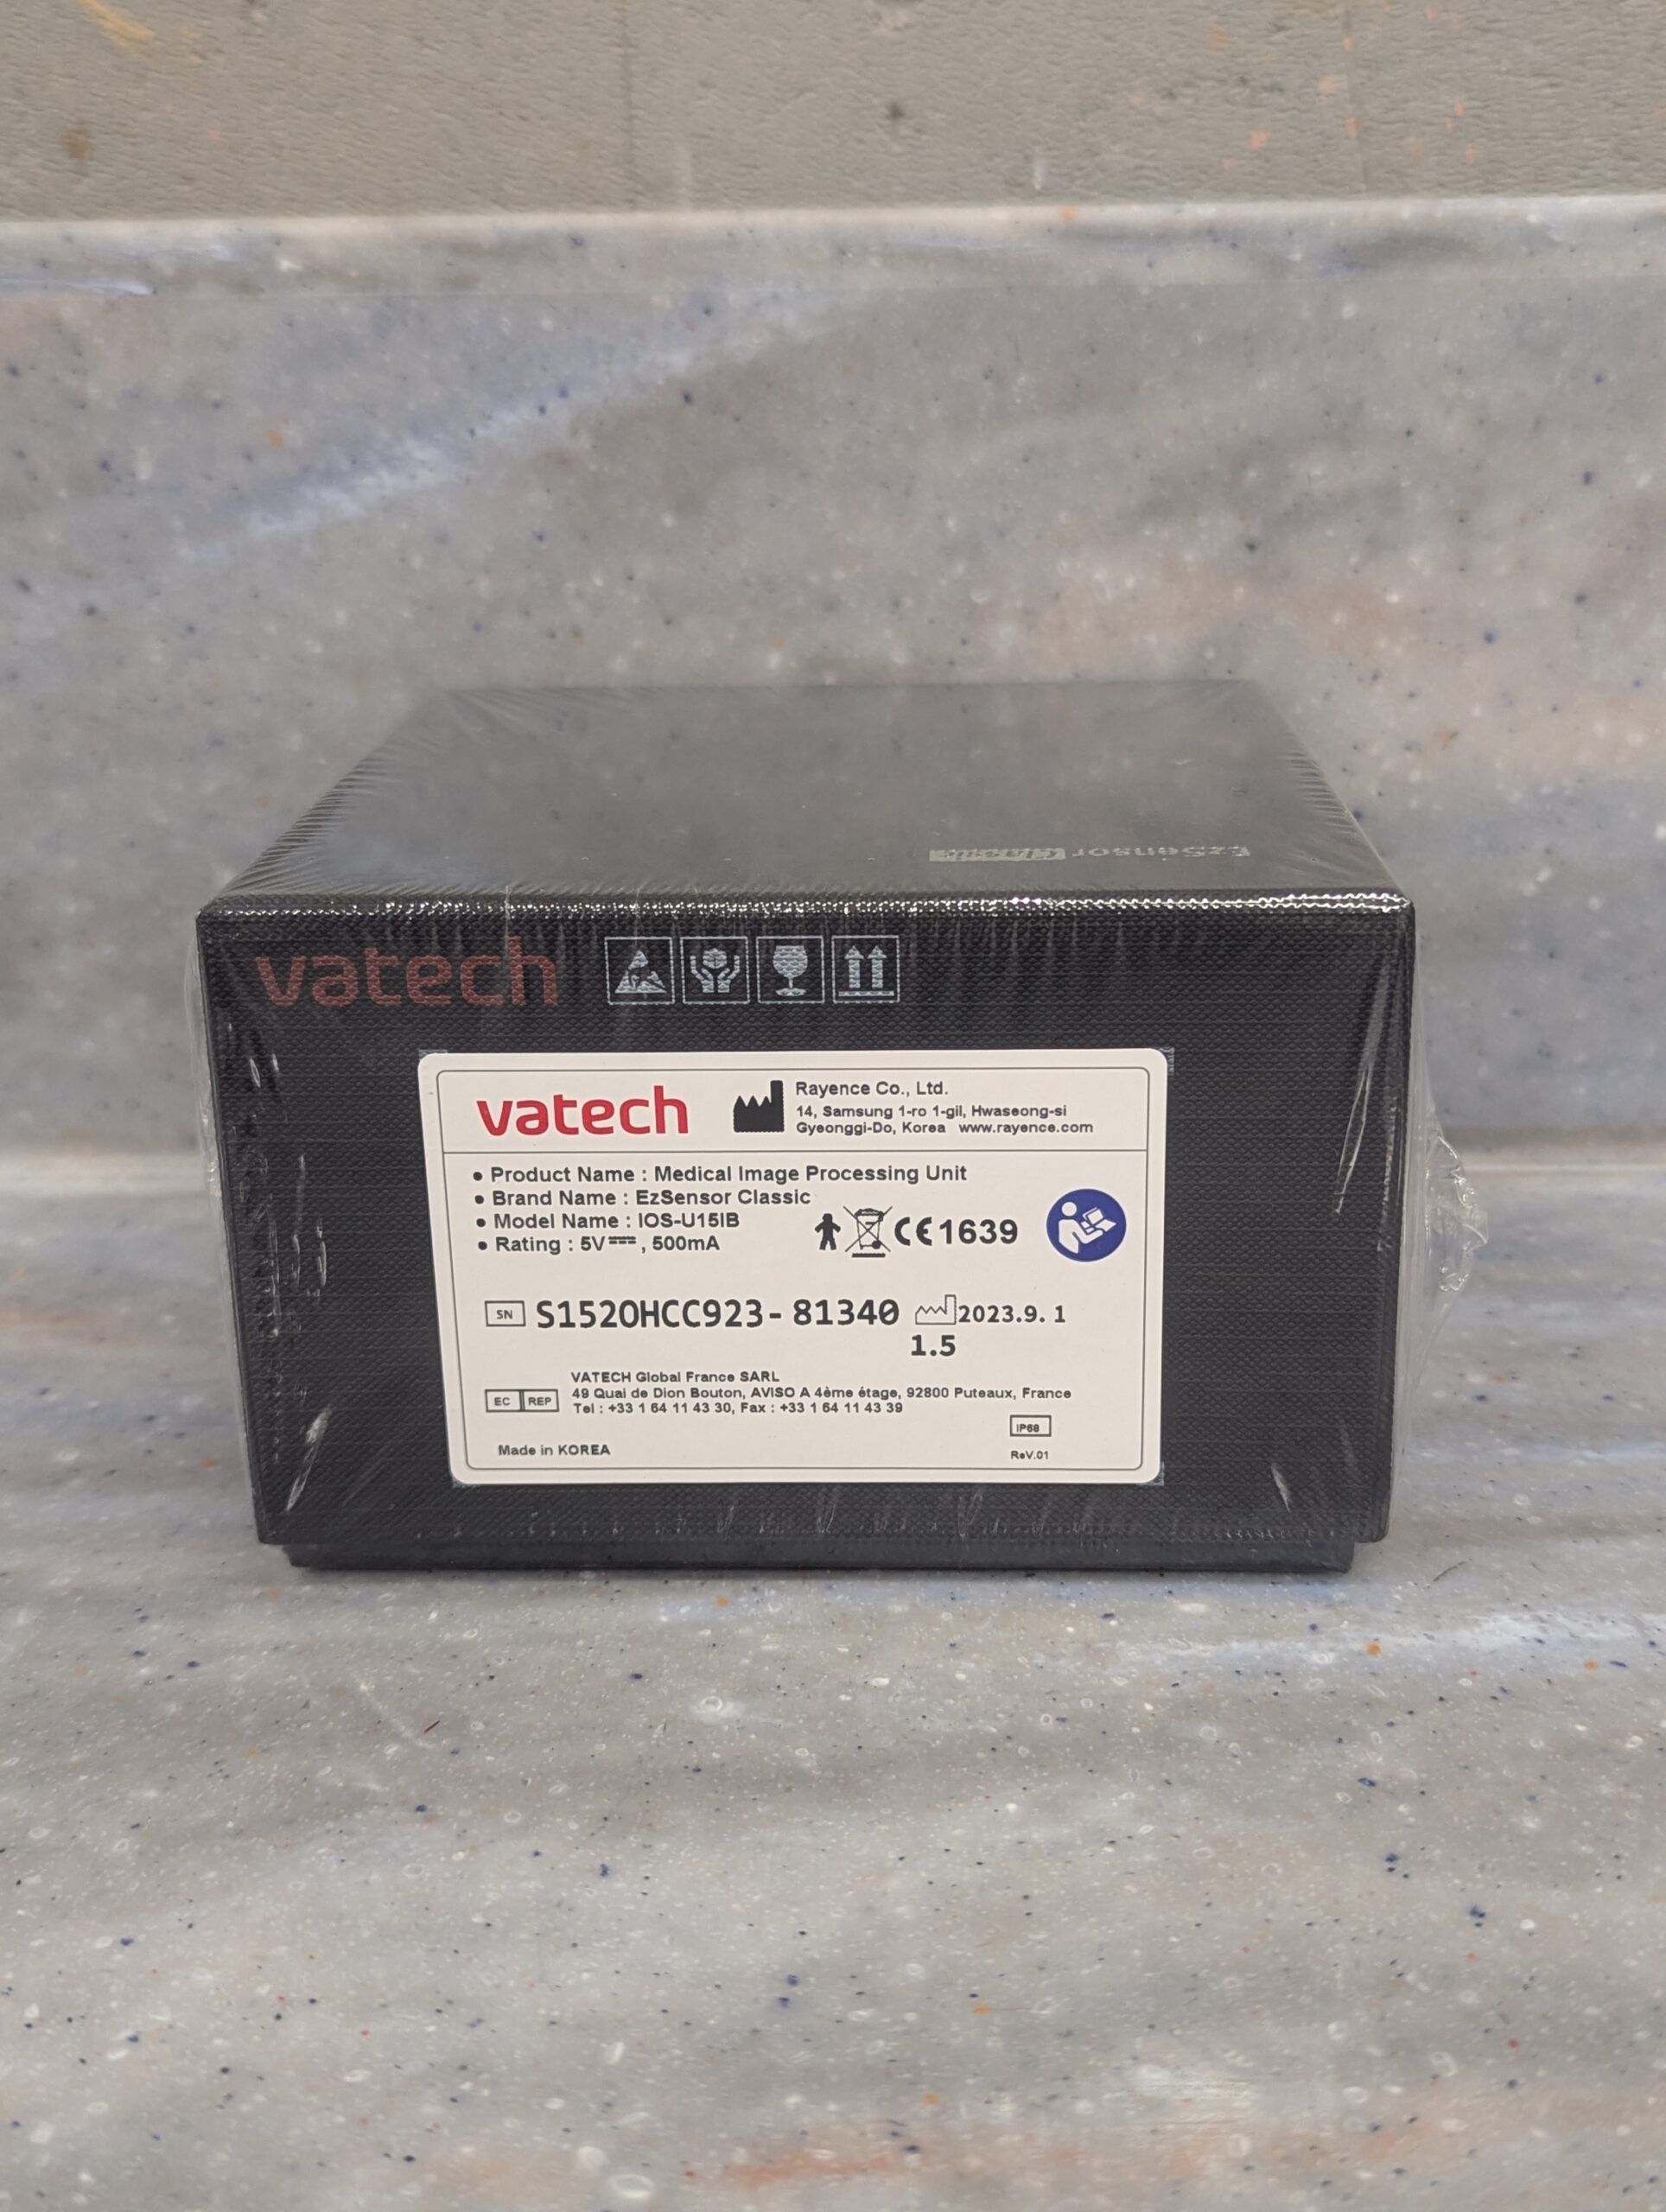 EzSensor Classic
vatech
vatech
Rayence Co., Ltd.
14, Samsung 1-ro 1-gil, Hwaseong-si
Gyeonggi-Do, Korea www.rayence.com
• Product Name : Medical Image Processing Unit
• Brand Name : EzSensor Classic
• Model Name : IOS-U15IB
• Rating : 5V⎓, 500mA
CE 1639
SN S1520HCC923-81340 2023.9.1
1.5
VATECH Global France SARL
EC REP 49 Quai de Dion Bouton, AVISO A 4ème étage, 92800 Puteaux, France
Tel : +33 1 64 11 43 30, Fax : +33 1 64 11 43 39
IP68
Made in KOREA
ReV.01